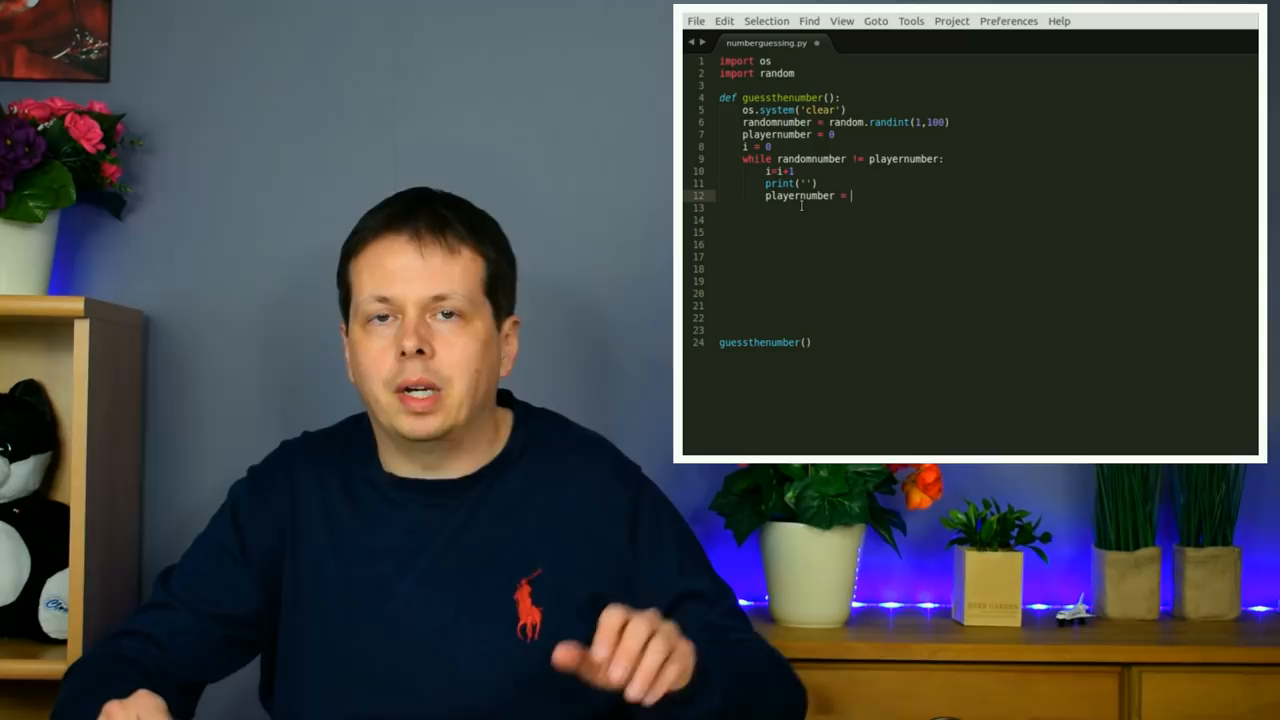 File Edit Selection Find View Goto Tools Project Preferences Help
numberguessing.py
1 import os
2 import random
3
4 def guessthenumber():
5 os.system('clear')
6 randomnumber = random.randint(1,100)
7 playernumber = 0
8 i = 0
9 while randomnumber != playernumber:
10 i=i+1
11 print('')
12 playernumber =
13
14
15
16
17
18
19
20
21
22
23
24 guessthenumber()
HERB GARDEN